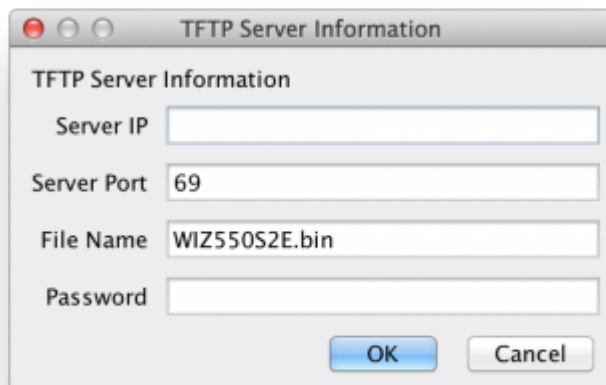 TFTP Server Information
TFTP Server Information
Server IP
Server Port 69
File Name WIZ550S2E.bin
Password
OK Cancel